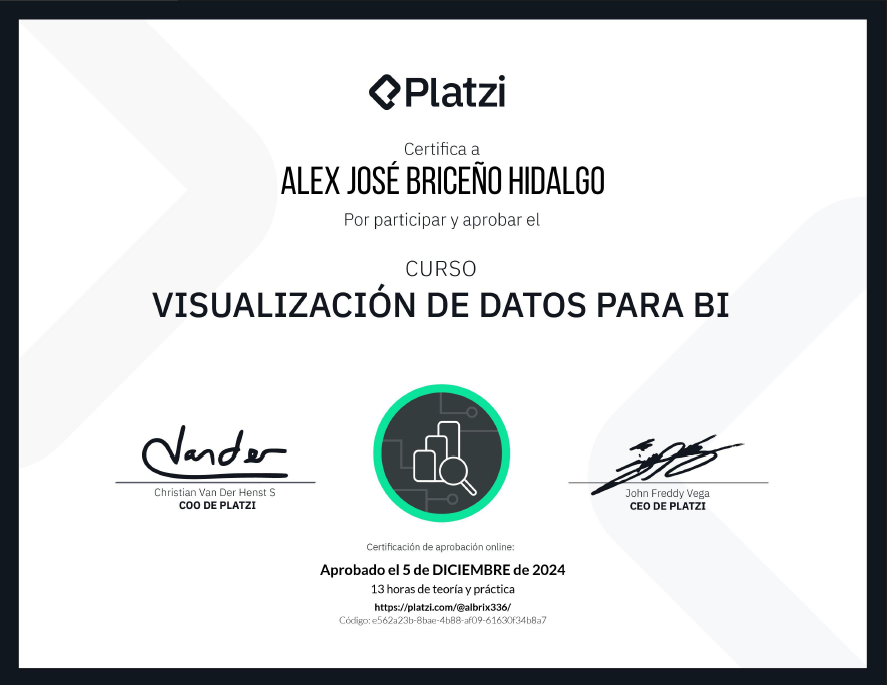 Platzi
Certifica a
ALEX JOSÉ BRICEÑO HIDALGO
Por participar y aprobar el
CURSO
VISUALIZACIÓN DE DATOS PARA BI
Vander
Christian Van Der Henst S
COO DE PLATZI
John Freddy Vega
CEO DE PLATZI
Certificación de aprobación online:
Aprobado el 5 de DICIEMBRE de 2024
13 horas de teoría y práctica
https://platzi.com/@albrix336/
Código: e562a23b-8bae-4b88-af09-61630f34b8a7